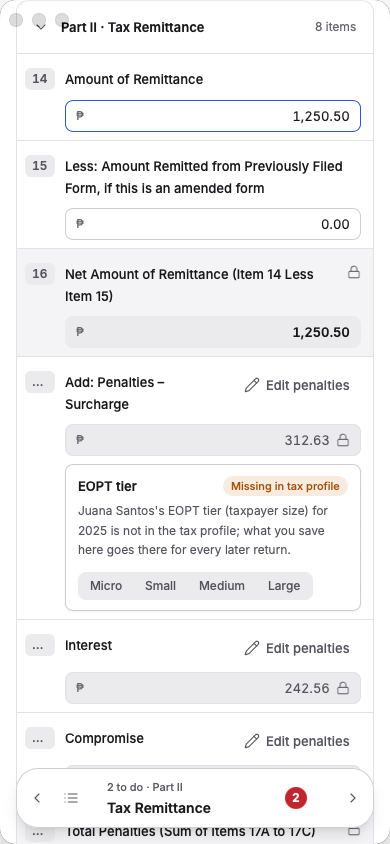 Part II · Tax Remittance
8 items
14
Amount of Remittance
₱ 1,250.50
15
Less: Amount Remitted from Previously Filed
Form, if this is an amended form
₱ 0.00
16
Net Amount of Remittance (Item 14 Less
Item 15)
₱ 1,250.50
...
Add: Penalties –
Surcharge
Edit penalties
₱ 312.63
EOPT tier
Missing in tax profile
Juana Santos's EOPT tier (taxpayer size) for
2025 is not in the tax profile; what you save
here goes there for every later return.
Micro Small Medium Large
...
Interest
Edit penalties
₱ 242.56
...
Compromise
Edit penalties
2 to do · Part II
Tax Remittance
2
...
Total Penalties (Sum of Items 17A to 17C)